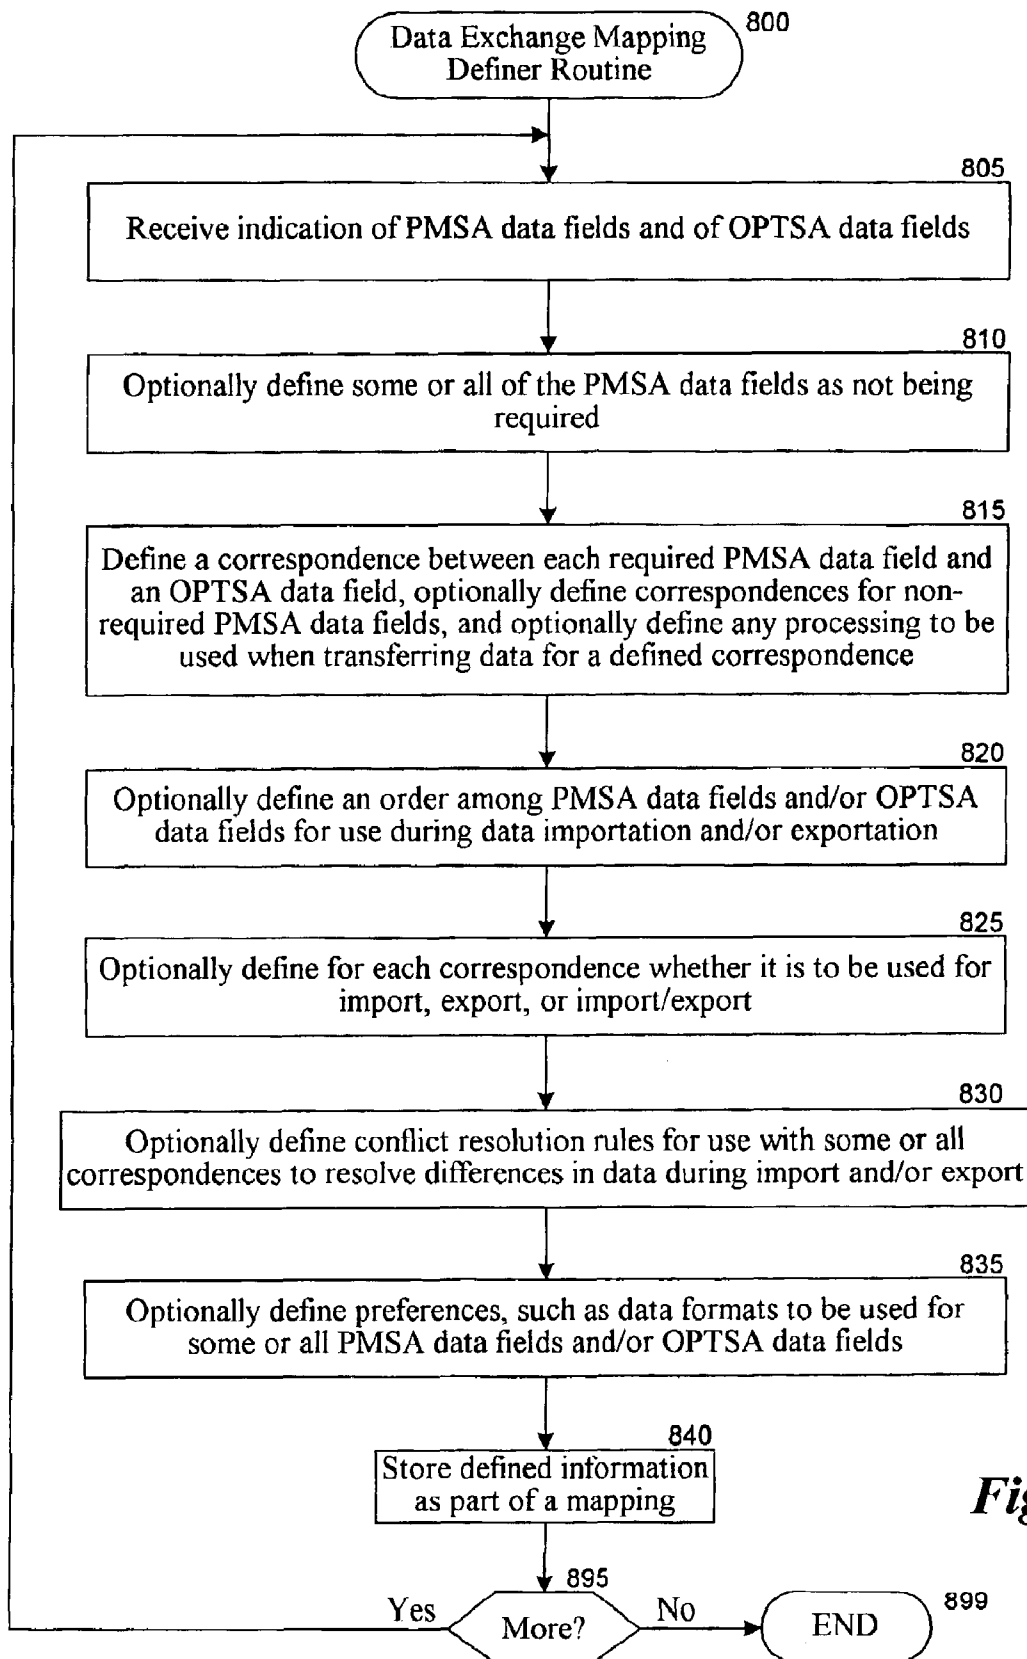 800
Data Exchange Mapping
Definer Routine
805
Receive indication of PMSA data fields and of OPTSA data fields
810
Optionally define some or all of the PMSA data fields as not being
required
815
Define a correspondence between each required PMSA data field and
an OPTSA data field, optionally define correspondences for non-
required PMSA data fields, and optionally define any processing to be
used when transferring data for a defined correspondence
820
Optionally define an order among PMSA data fields and/or OPTSA
data fields for use during data importation and/or exportation
825
Optionally define for each correspondence whether it is to be used for
import, export, or import/export
830
Optionally define conflict resolution rules for use with some or all
correspondences to resolve differences in data during import and/or export
835
Optionally define preferences, such as data formats to be used for
some or all PMSA data fields and/or OPTSA data fields
840
Store defined information
as part of a mapping
Fig
895
Yes
More?
No
END
899